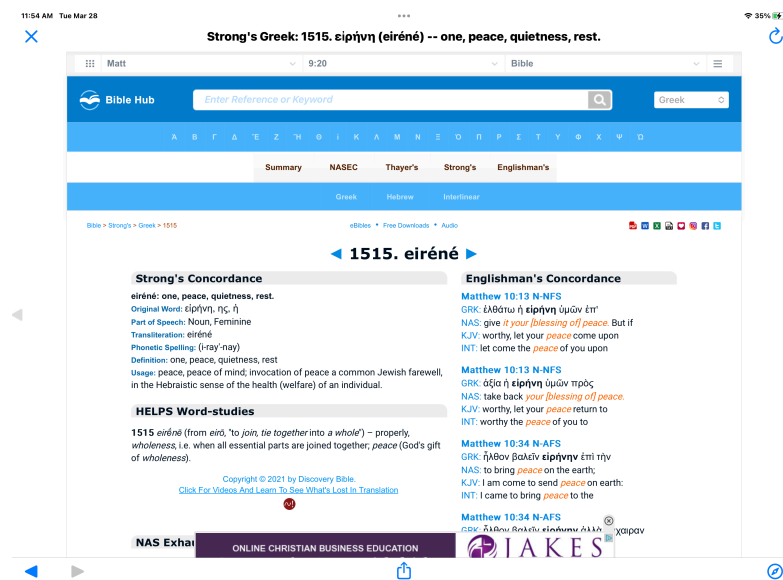 11:54 AM Tue Mar 28
35%
Strong's Greek: 1515. εἰρήνη (eiréné) -- one, peace, quietness, rest.
Matt 9:20 Bible
Bible Hub Enter Reference or Keyword Greek
Summary NASEC Thayer's Strong's Englishman's
Greek Hebrew Interlinear
Bible > Strong's > Greek > 1515
eBibles • Free Downloads • Audio
◄ 1515. eiréné ►
Strong's Concordance
eiréné: one, peace, quietness, rest.
Original Word: εἰρήνη, ης, ἡ
Part of Speech: Noun, Feminine
Transliteration: eiréné
Phonetic Spelling: (i-ray'-nay)
Definition: one, peace, quietness, rest
Usage: peace, peace of mind; invocation of peace a common Jewish farewell,
in the Hebraistic sense of the health (welfare) of an individual.
HELPS Word-studies
1515 eirḗnē (from eirō, "to join, tie together into a whole") – properly,
wholeness, i.e. when all essential parts are joined together; peace (God's gift
of wholeness).
Copyright © 2021 by Discovery Bible.
Click For Videos And Learn To See What's Lost In Translation
NAS Exhau
Englishman's Concordance
Matthew 10:13 N-NFS
GRK: ἐλθάτω ἡ εἰρήνη ὑμῶν ἐπ'
NAS: give it your [blessing of] peace. But if
KJV: worthy, let your peace come upon
INT: let come the peace of you upon
Matthew 10:13 N-NFS
GRK: ἀξία ἡ εἰρήνη ὑμῶν πρὸς
NAS: take back your [blessing of] peace.
KJV: worthy, let your peace return to
INT: worthy the peace of you to
Matthew 10:34 N-AFS
GRK: ἦλθον βαλεῖν εἰρήνην ἐπὶ τὴν
NAS: to bring peace on the earth;
KJV: I am come to send peace on earth:
INT: I came to bring peace to the
Matthew 10:34 N-AFS
GRK: ἦλθον βαλεῖν εἰρήνην ἀλλὰ χαιραν
ONLINE CHRISTIAN BUSINESS EDUCATION
JAKES